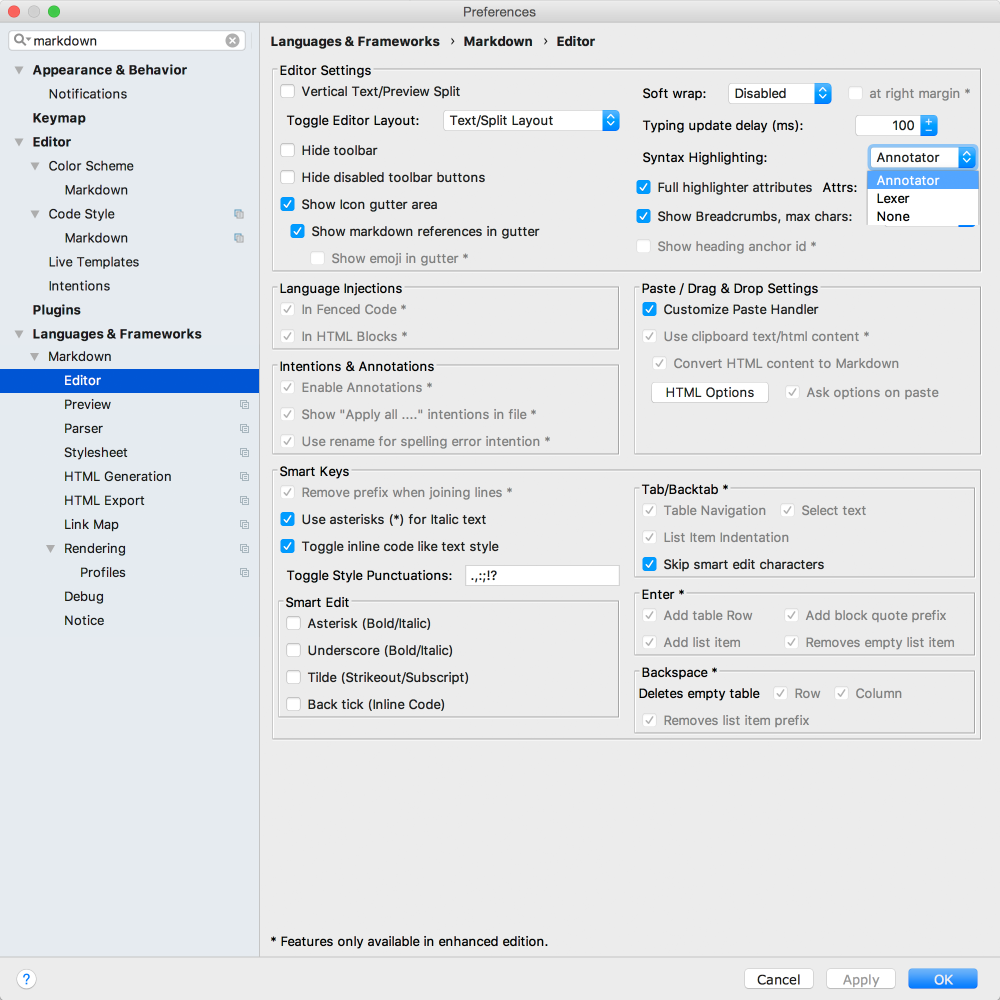 Preferences
markdown
Appearance & Behavior
Notifications
Keymap
Editor
Color Scheme
Markdown
Code Style
Markdown
Live Templates
Intentions
Plugins
Languages & Frameworks
Markdown
Editor
Preview
Parser
Stylesheet
HTML Generation
HTML Export
Link Map
Rendering
Profiles
Debug
Notice
Languages & Frameworks › Markdown › Editor
Editor Settings
Vertical Text/Preview Split
Toggle Editor Layout: Text/Split Layout
Hide toolbar
Hide disabled toolbar buttons
Show Icon gutter area
Show markdown references in gutter
Show emoji in gutter *
Soft wrap: Disabled at right margin *
Typing update delay (ms): 100
Syntax Highlighting: Annotator
Annotator
Lexer
None
Full highlighter attributes Attrs:
Show Breadcrumbs, max chars:
Show heading anchor id *
Language Injections
In Fenced Code *
In HTML Blocks *
Intentions & Annotations
Enable Annotations *
Show "Apply all ...." intentions in file *
Use rename for spelling error intention *
Paste / Drag & Drop Settings
Customize Paste Handler
Use clipboard text/html content *
Convert HTML content to Markdown
HTML Options Ask options on paste
Smart Keys
Remove prefix when joining lines *
Use asterisks (*) for Italic text
Toggle inline code like text style
Toggle Style Punctuations: .,:;!?
Smart Edit
Asterisk (Bold/Italic)
Underscore (Bold/Italic)
Tilde (Strikeout/Subscript)
Back tick (Inline Code)
Tab/Backtab *
Table Navigation Select text
List Item Indentation
Skip smart edit characters
Enter *
Add table Row Add block quote prefix
Add list item Removes empty list item
Backspace *
Deletes empty table Row Column
Removes list item prefix
* Features only available in enhanced edition.
? Cancel Apply OK